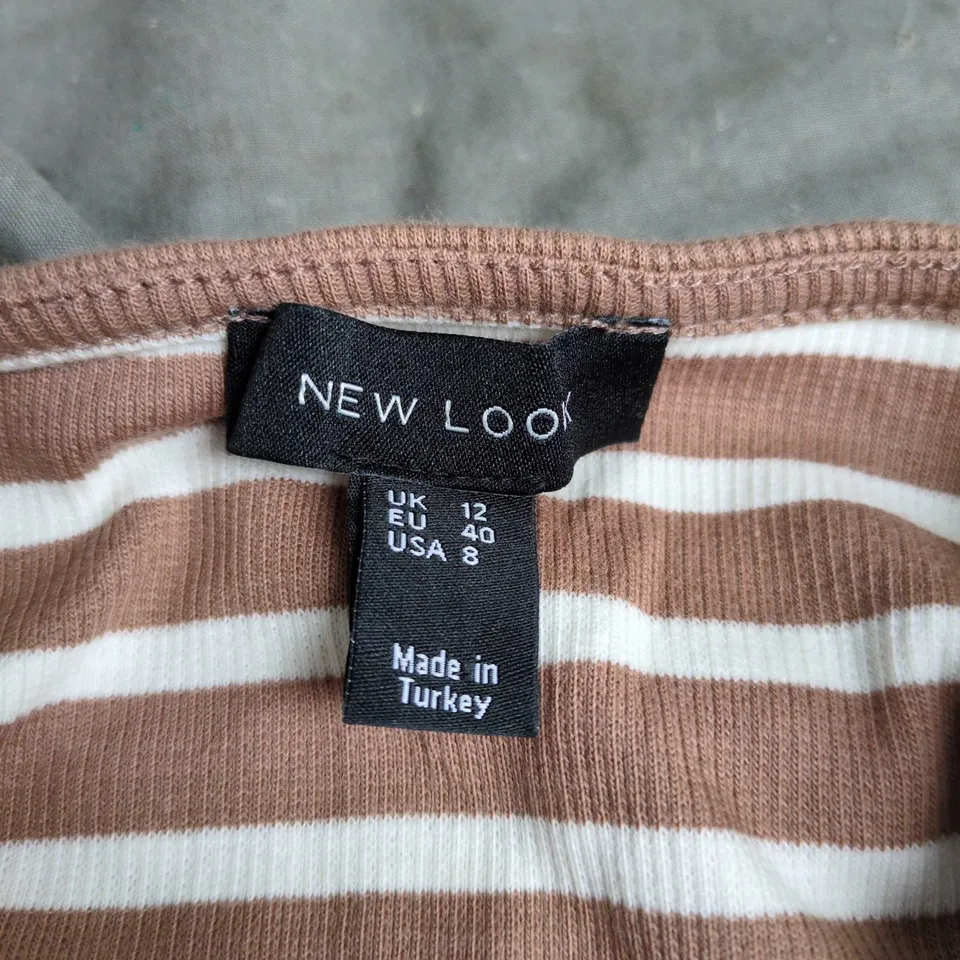 NEW LOOK
UK 12
EU 40
USA 8
Made in
Turkey